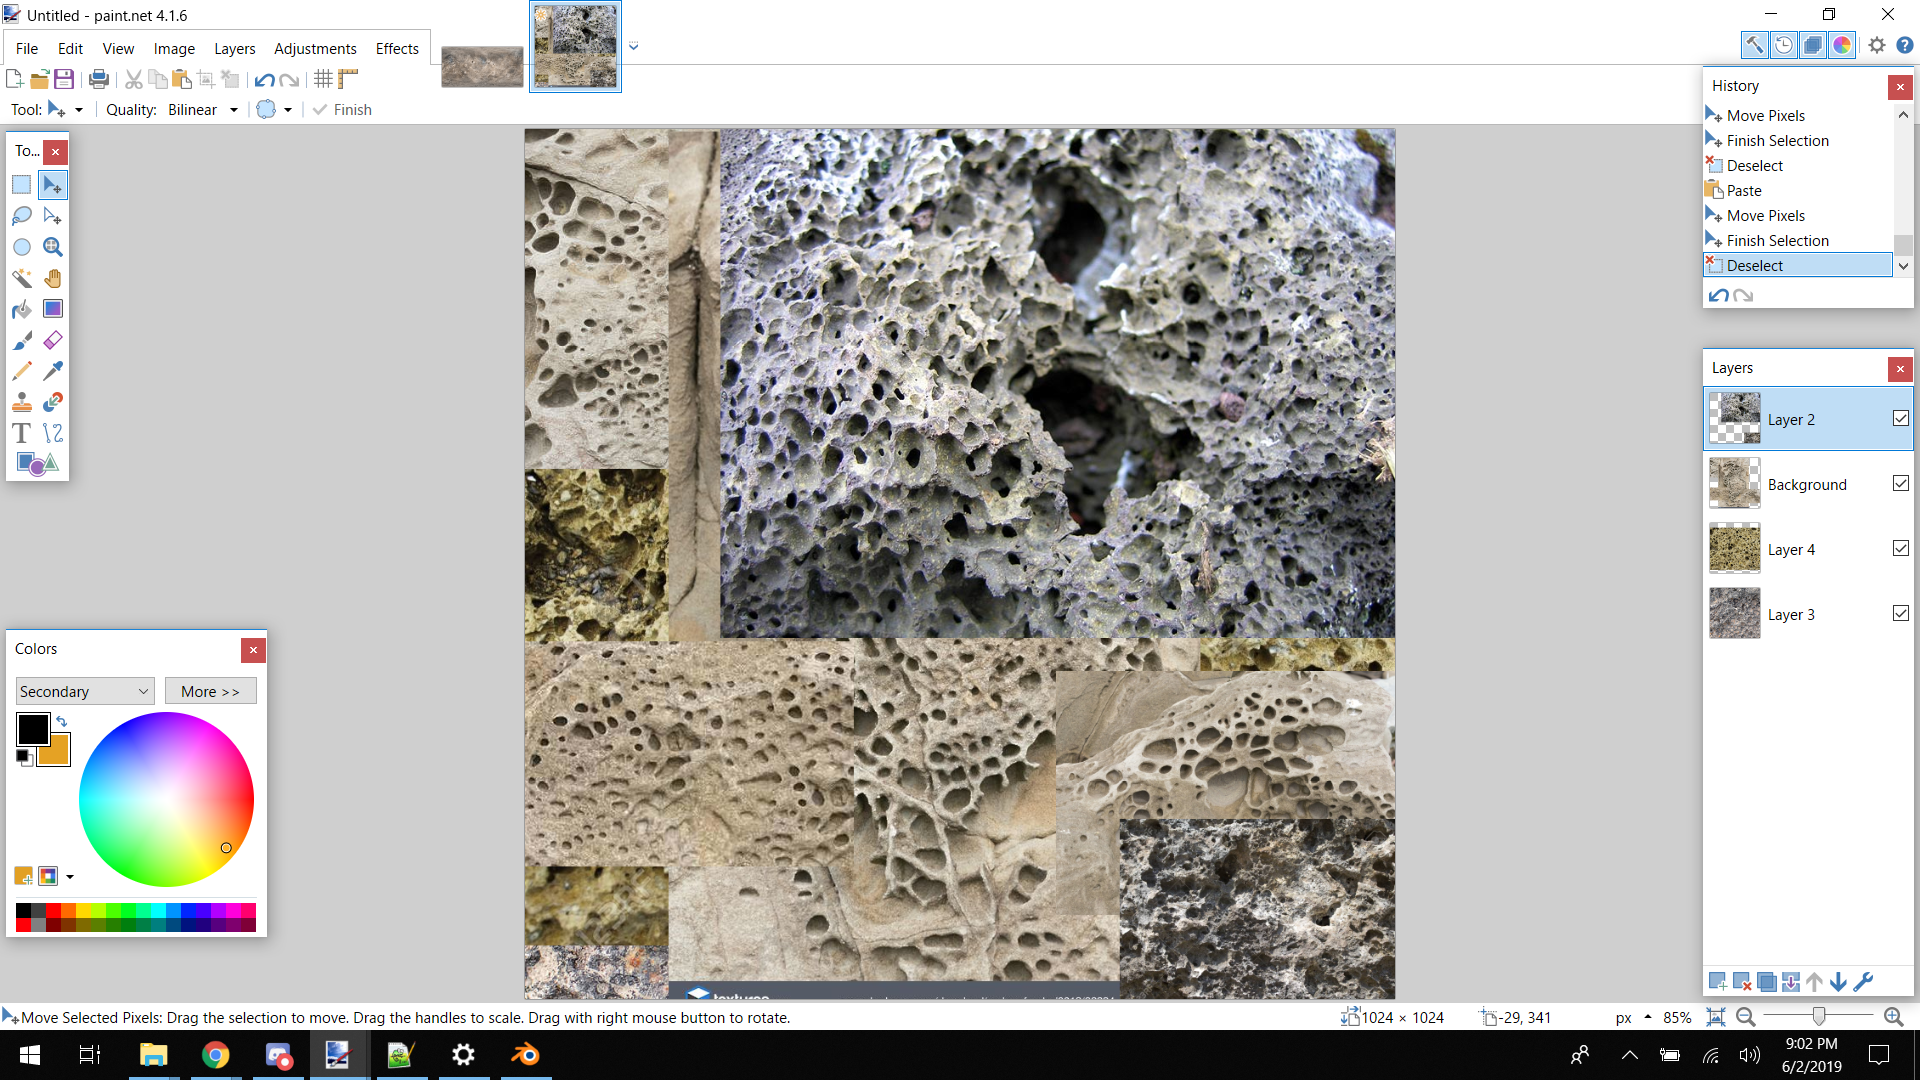 Untitled - paint.net 4.1.6
File Edit View Image Layers Adjustments Effects
Tool: Quality: Bilinear Finish
To...
History
Move Pixels
Finish Selection
Deselect
Paste
Move Pixels
Finish Selection
Deselect
Layers
Layer 2
Background
Layer 4
Layer 3
Colors
Secondary
More >>
Move Selected Pixels: Drag the selection to move. Drag the handles to scale. Drag with right mouse button to rotate.
1024 × 1024
-29, 341
px
85%
9:02 PM
6/2/2019